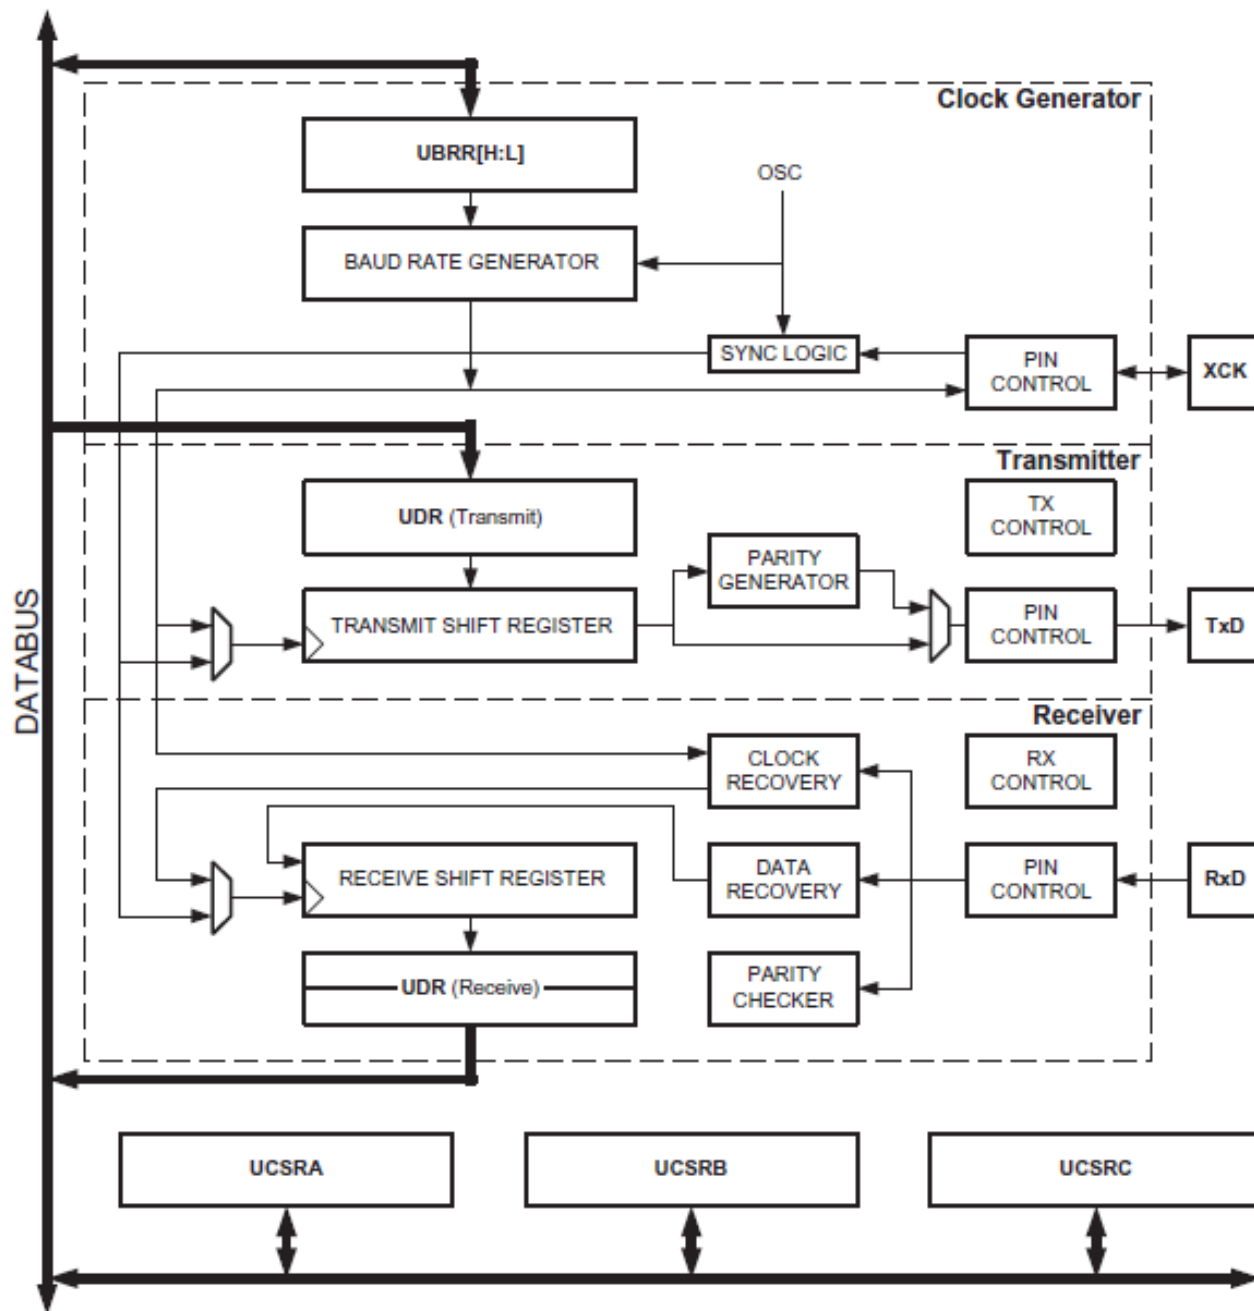 Clock Generator
UBRR[H:L]
OSC
BAUD RATE GENERATOR
SYNC LOGIC
PIN
CONTROL
XCK
Transmitter
UDR (Transmit)
TX
CONTROL
PARITY
GENERATOR
TRANSMIT SHIFT REGISTER
PIN
CONTROL
TxD
DATABUS
Receiver
CLOCK
RECOVERY
RX
CONTROL
RECEIVE SHIFT REGISTER
DATA
RECOVERY
PIN
CONTROL
RxD
UDR (Receive)
PARITY
CHECKER
UCSRA
UCSRB
UCSRC